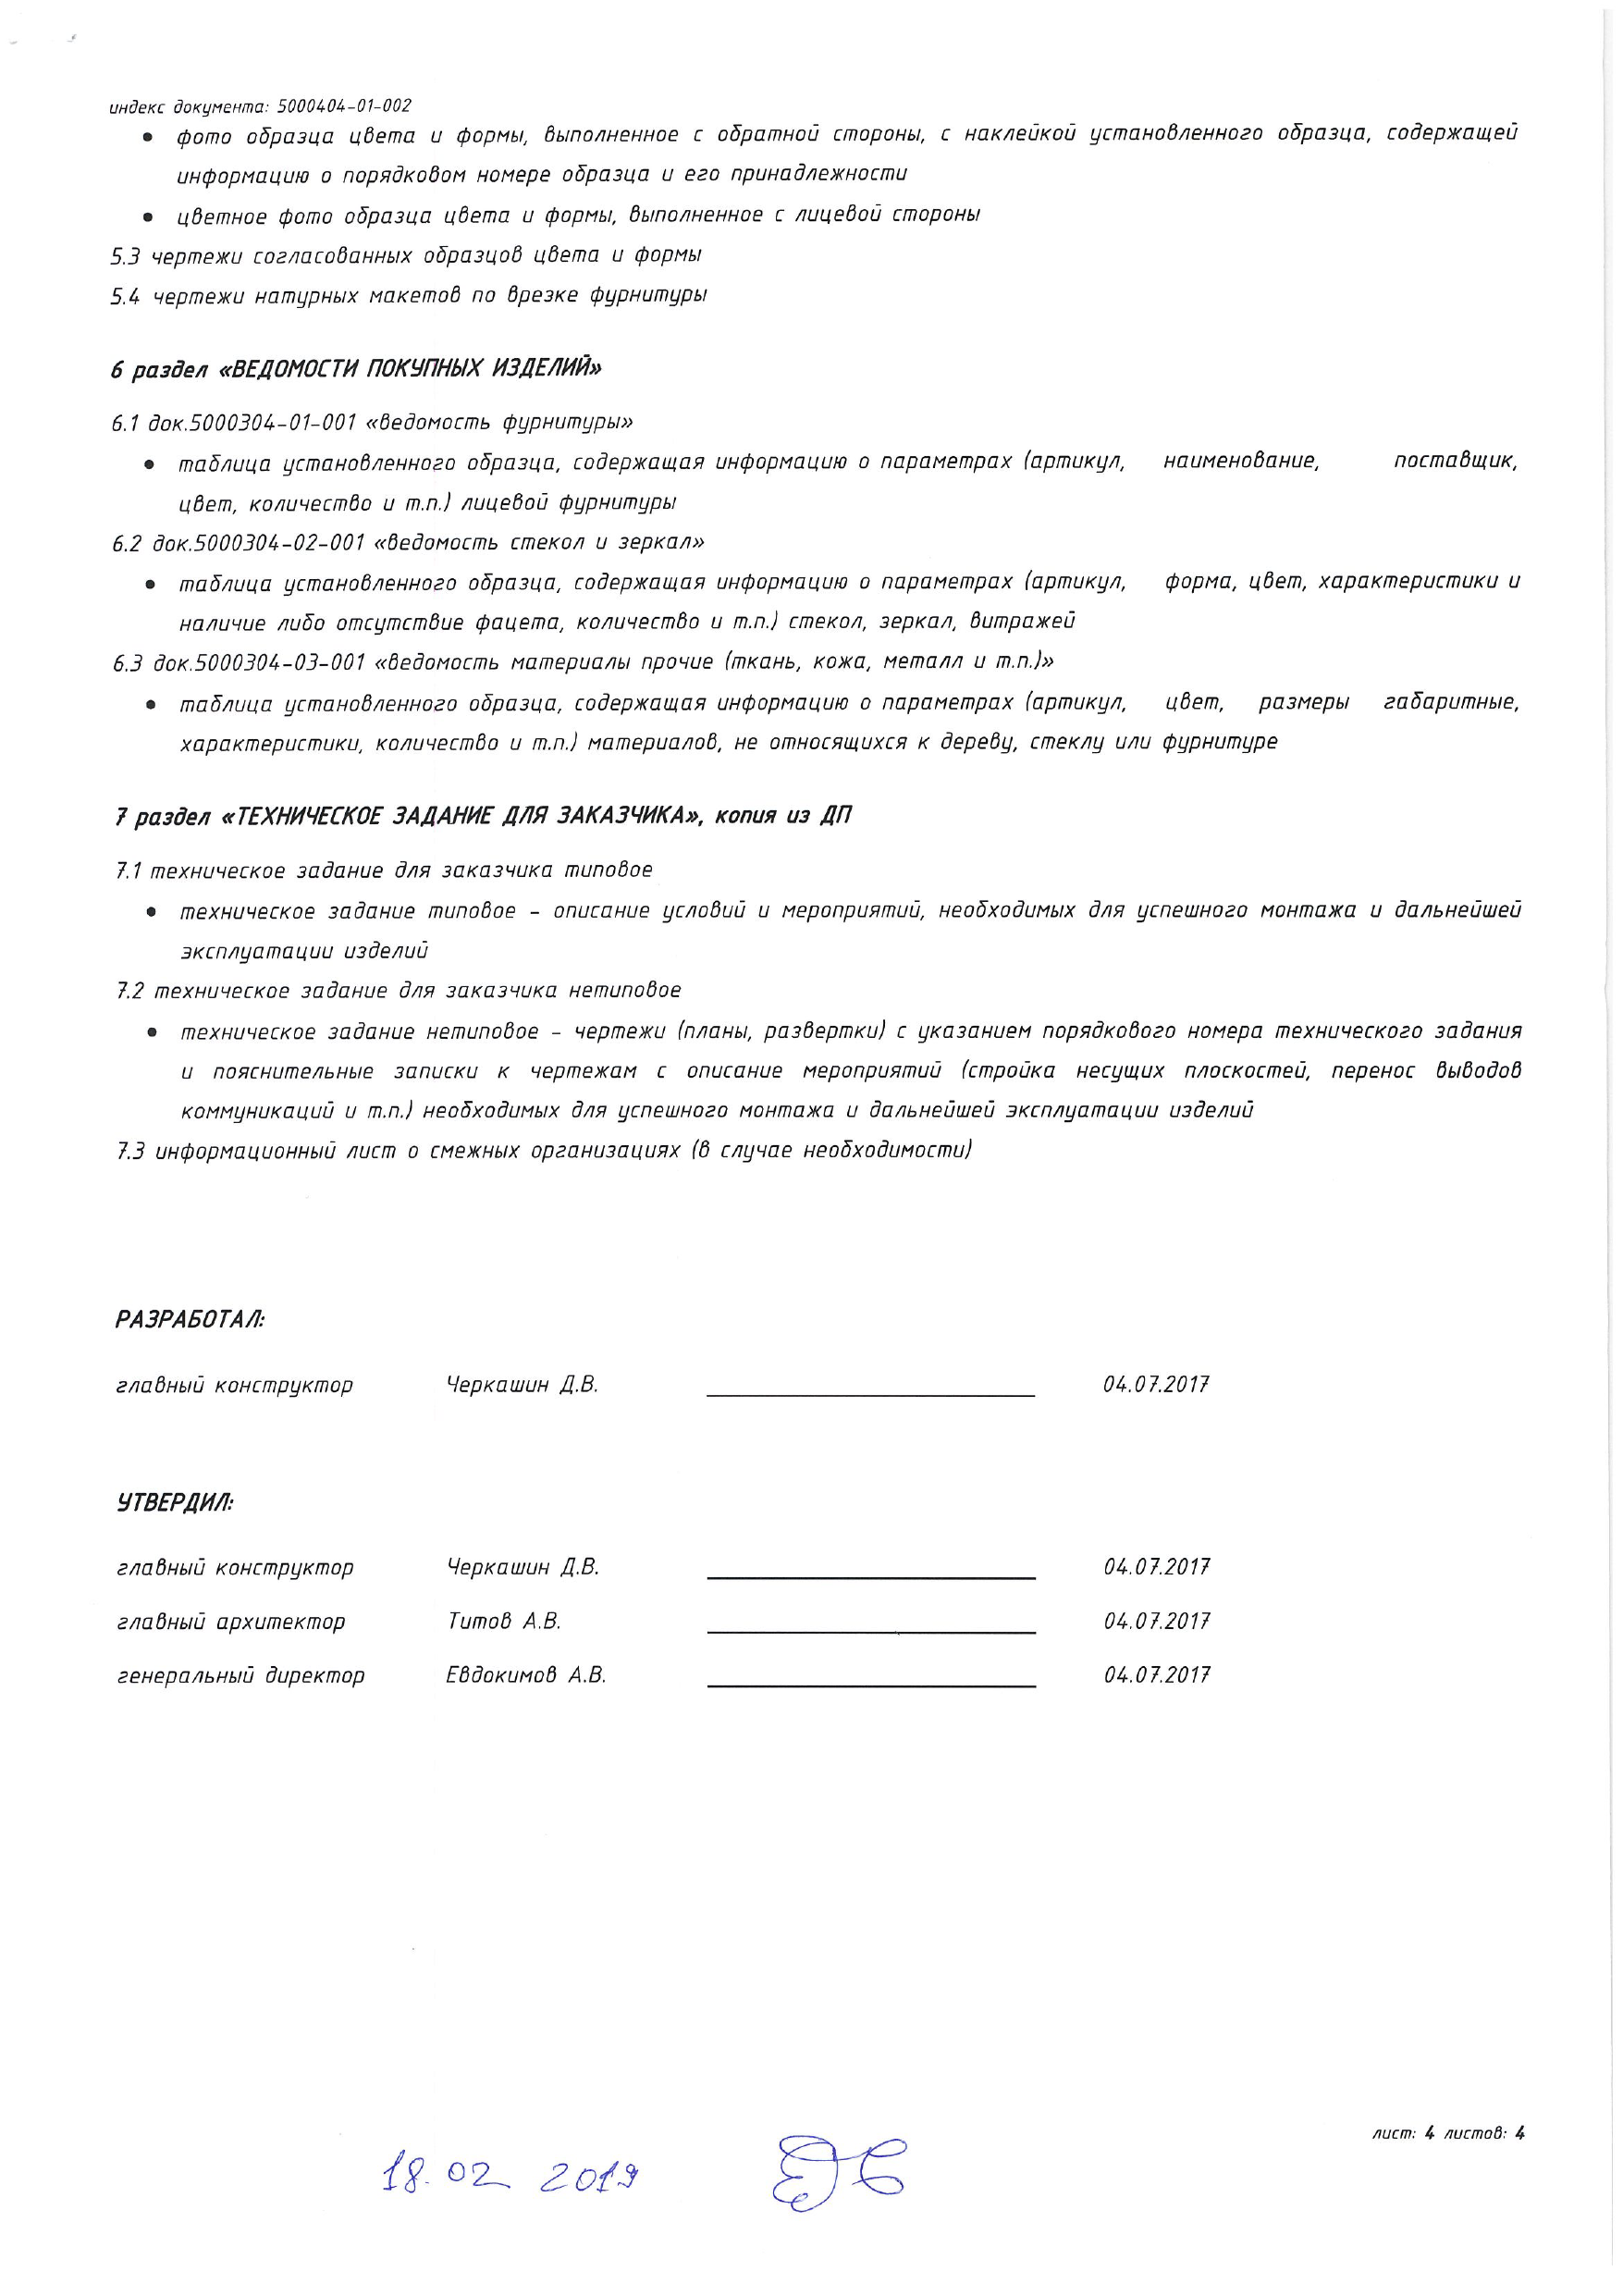 индекс документа: 5000404-01-002
• фото образца цвета и формы, выполненное с обратной стороны, с наклейкой установленного образца, содержащей
информацию о порядковом номере образца и его принадлежности
• цветное фото образца цвета и формы, выполненное с лицевой стороны
5.3 чертежи согласованных образцов цвета и формы
5.4 чертежи натурных макетов по врезке фурнитуры
6 раздел «ВЕДОМОСТИ ПОКУПНЫХ ИЗДЕЛИЙ»
6.1 док.5000304-01-001 «ведомость фурнитуры»
• таблица установленного образца, содержащая информацию о параметрах (артикул, наименование, поставщик,
цвет, количество и т.п.) лицевой фурнитуры
6.2 док.5000304-02-001 «ведомость стекол и зеркал»
• таблица установленного образца, содержащая информацию о параметрах (артикул, форма, цвет, характеристики и
наличие либо отсутствие фацета, количество и т.п.) стекол, зеркал, витражей
6.3 док.5000304-03-001 «ведомость материалы прочие (ткань, кожа, металл и т.п.)»
• таблица установленного образца, содержащая информацию о параметрах (артикул, цвет, размеры габаритные,
характеристики, количество и т.п.) материалов, не относящихся к дереву, стеклу или фурнитуре
7 раздел «ТЕХНИЧЕСКОЕ ЗАДАНИЕ ДЛЯ ЗАКАЗЧИКА», копия из ДП
7.1 техническое задание для заказчика типовое
• техническое задание типовое - описание условий и мероприятий, необходимых для успешного монтажа и дальнейшей
эксплуатации изделий
7.2 техническое задание для заказчика нетиповое
• техническое задание нетиповое - чертежи (планы, развертки) с указанием порядкового номера технического задания
и пояснительные записки к чертежам с описание мероприятий (стройка несущих плоскостей, перенос выводов
коммуникаций и т.п.) необходимых для успешного монтажа и дальнейшей эксплуатации изделий
7.3 информационный лист о смежных организациях (в случае необходимости)
РАЗРАБОТАЛ:
главный конструктор Черкашин Д.В. 04.07.2017
УТВЕРДИЛ:
главный конструктор Черкашин Д.В. 04.07.2017
главный архитектор Титов А.В. 04.07.2017
генеральный директор Евдокимов А.В. 04.07.2017
лист: 4 листов: 4
18.02 2019